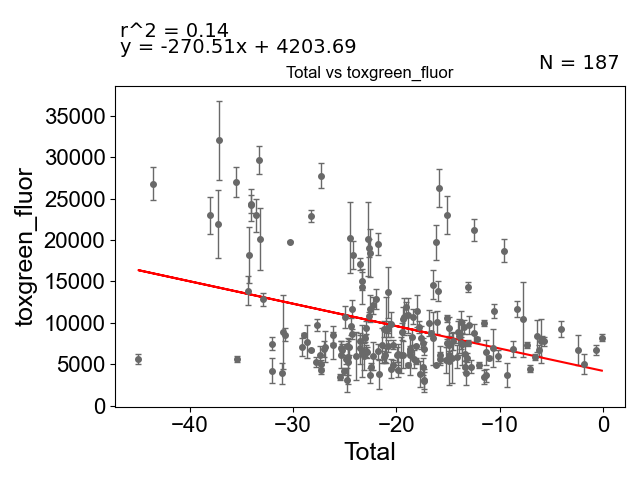 r^2 = 0.14
y = -270.51x + 4203.69
N = 187
Total vs toxgreen_fluor
35000
30000
25000
20000
15000
10000
5000
0
toxgreen_fluor
−40
−30
−20
−10
0
Total